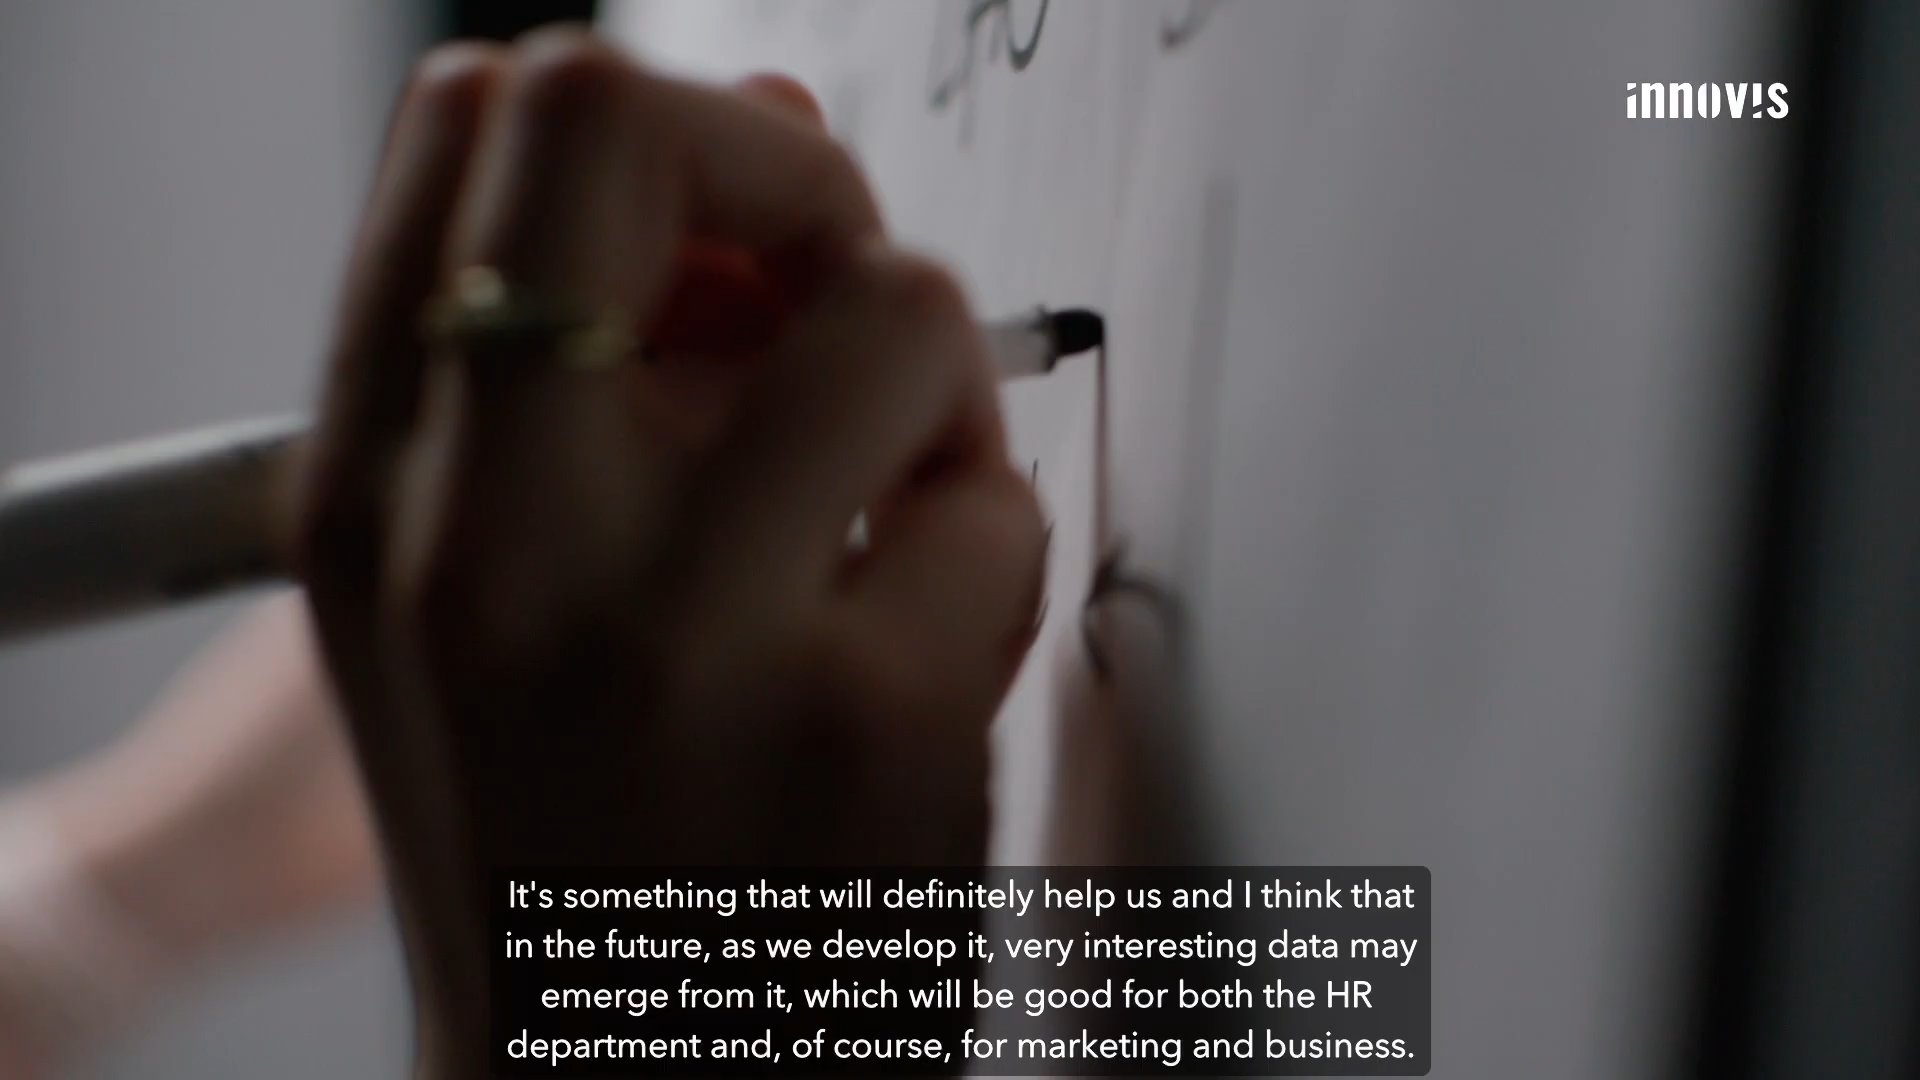 innov!s
It's something that will definitely help us and I think that
in the future, as we develop it, very interesting data may
emerge from it, which will be good for both the HR
department and, of course, for marketing and business.